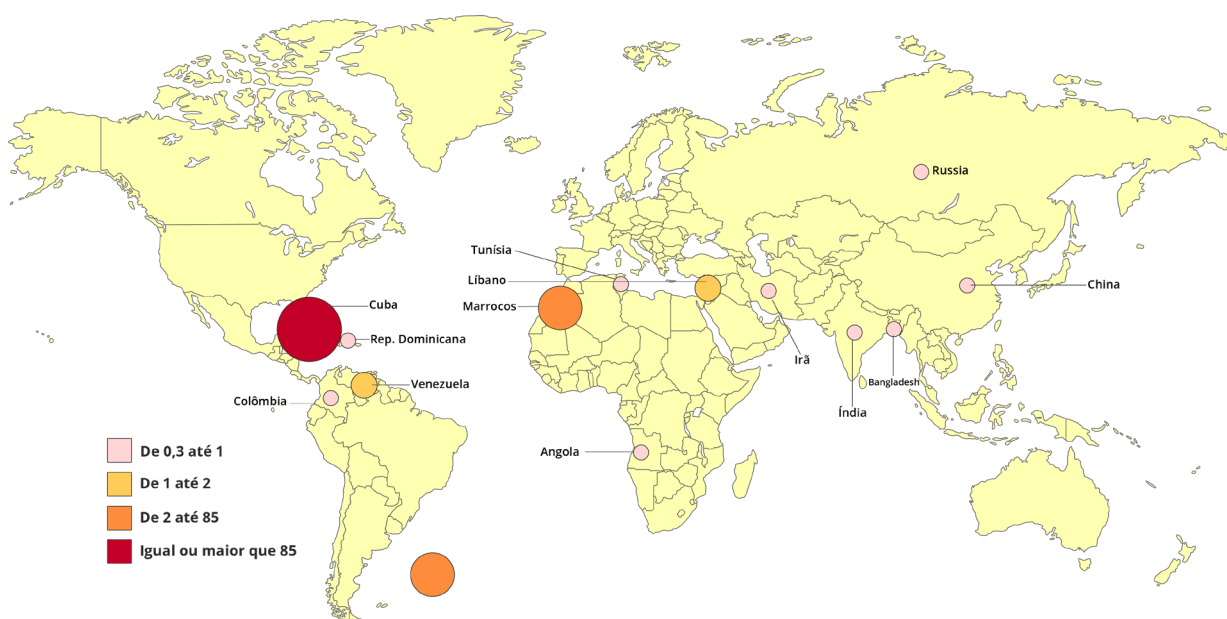 Russia
Tunísia
Líbano
China
Marrocos
Cuba
Rep. Dominicana
Irã
Bangladesh
Venezuela
Colômbia
Índia
Angola
De 0,3 até 1
De 1 até 2
De 2 até 85
Igual ou maior que 85